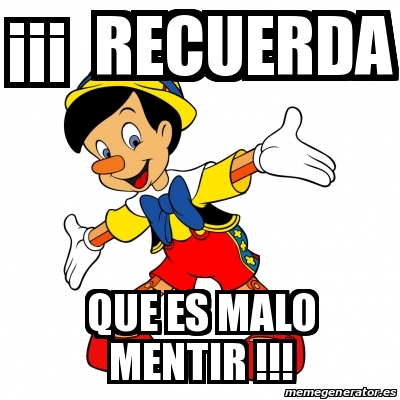 ¡¡¡ RECUERDA
QUE ES MALO
MENTIR !!!
memegenerator.es